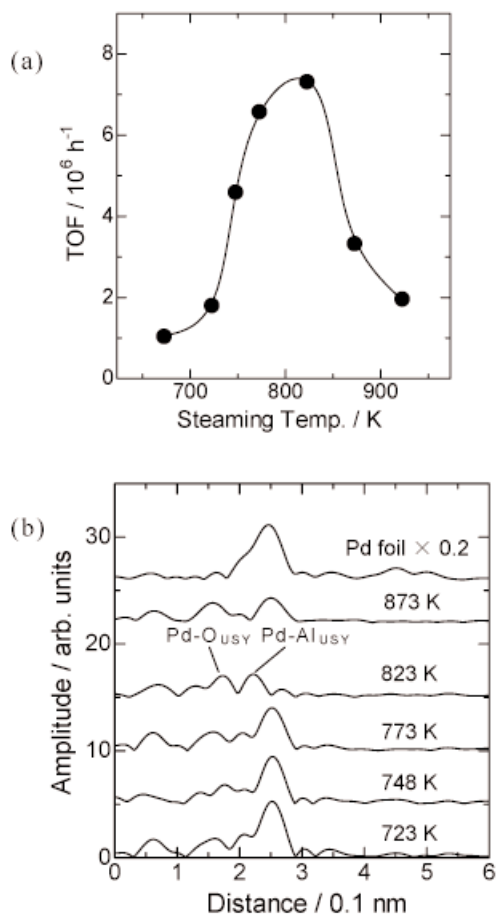 (a)
8
6
4
2
0
TOF / 10⁶ h⁻¹
700 800 900
Steaming Temp. / K
(b)
30
20
10
0
Amplitude / arb. units
Pd foil × 0.2
873 K
Pd-O_USY Pd-Al_USY
823 K
773 K
748 K
723 K
0 1 2 3 4 5 6
Distance / 0.1 nm